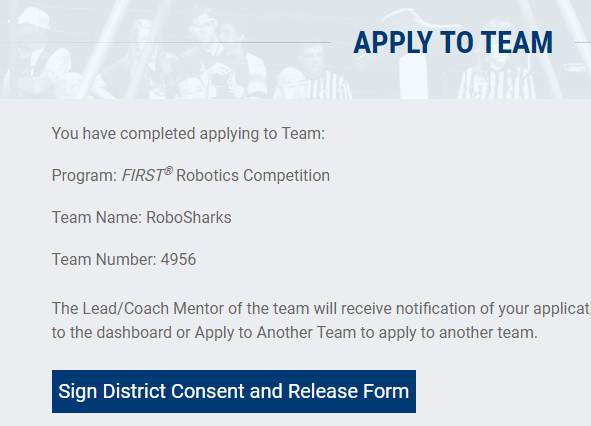 APPLY TO TEAM
You have completed applying to Team:
Program: FIRST® Robotics Competition
Team Name: RoboSharks
Team Number: 4956
The Lead/Coach Mentor of the team will receive notification of your applicat
to the dashboard or Apply to Another Team to apply to another team.
Sign District Consent and Release Form